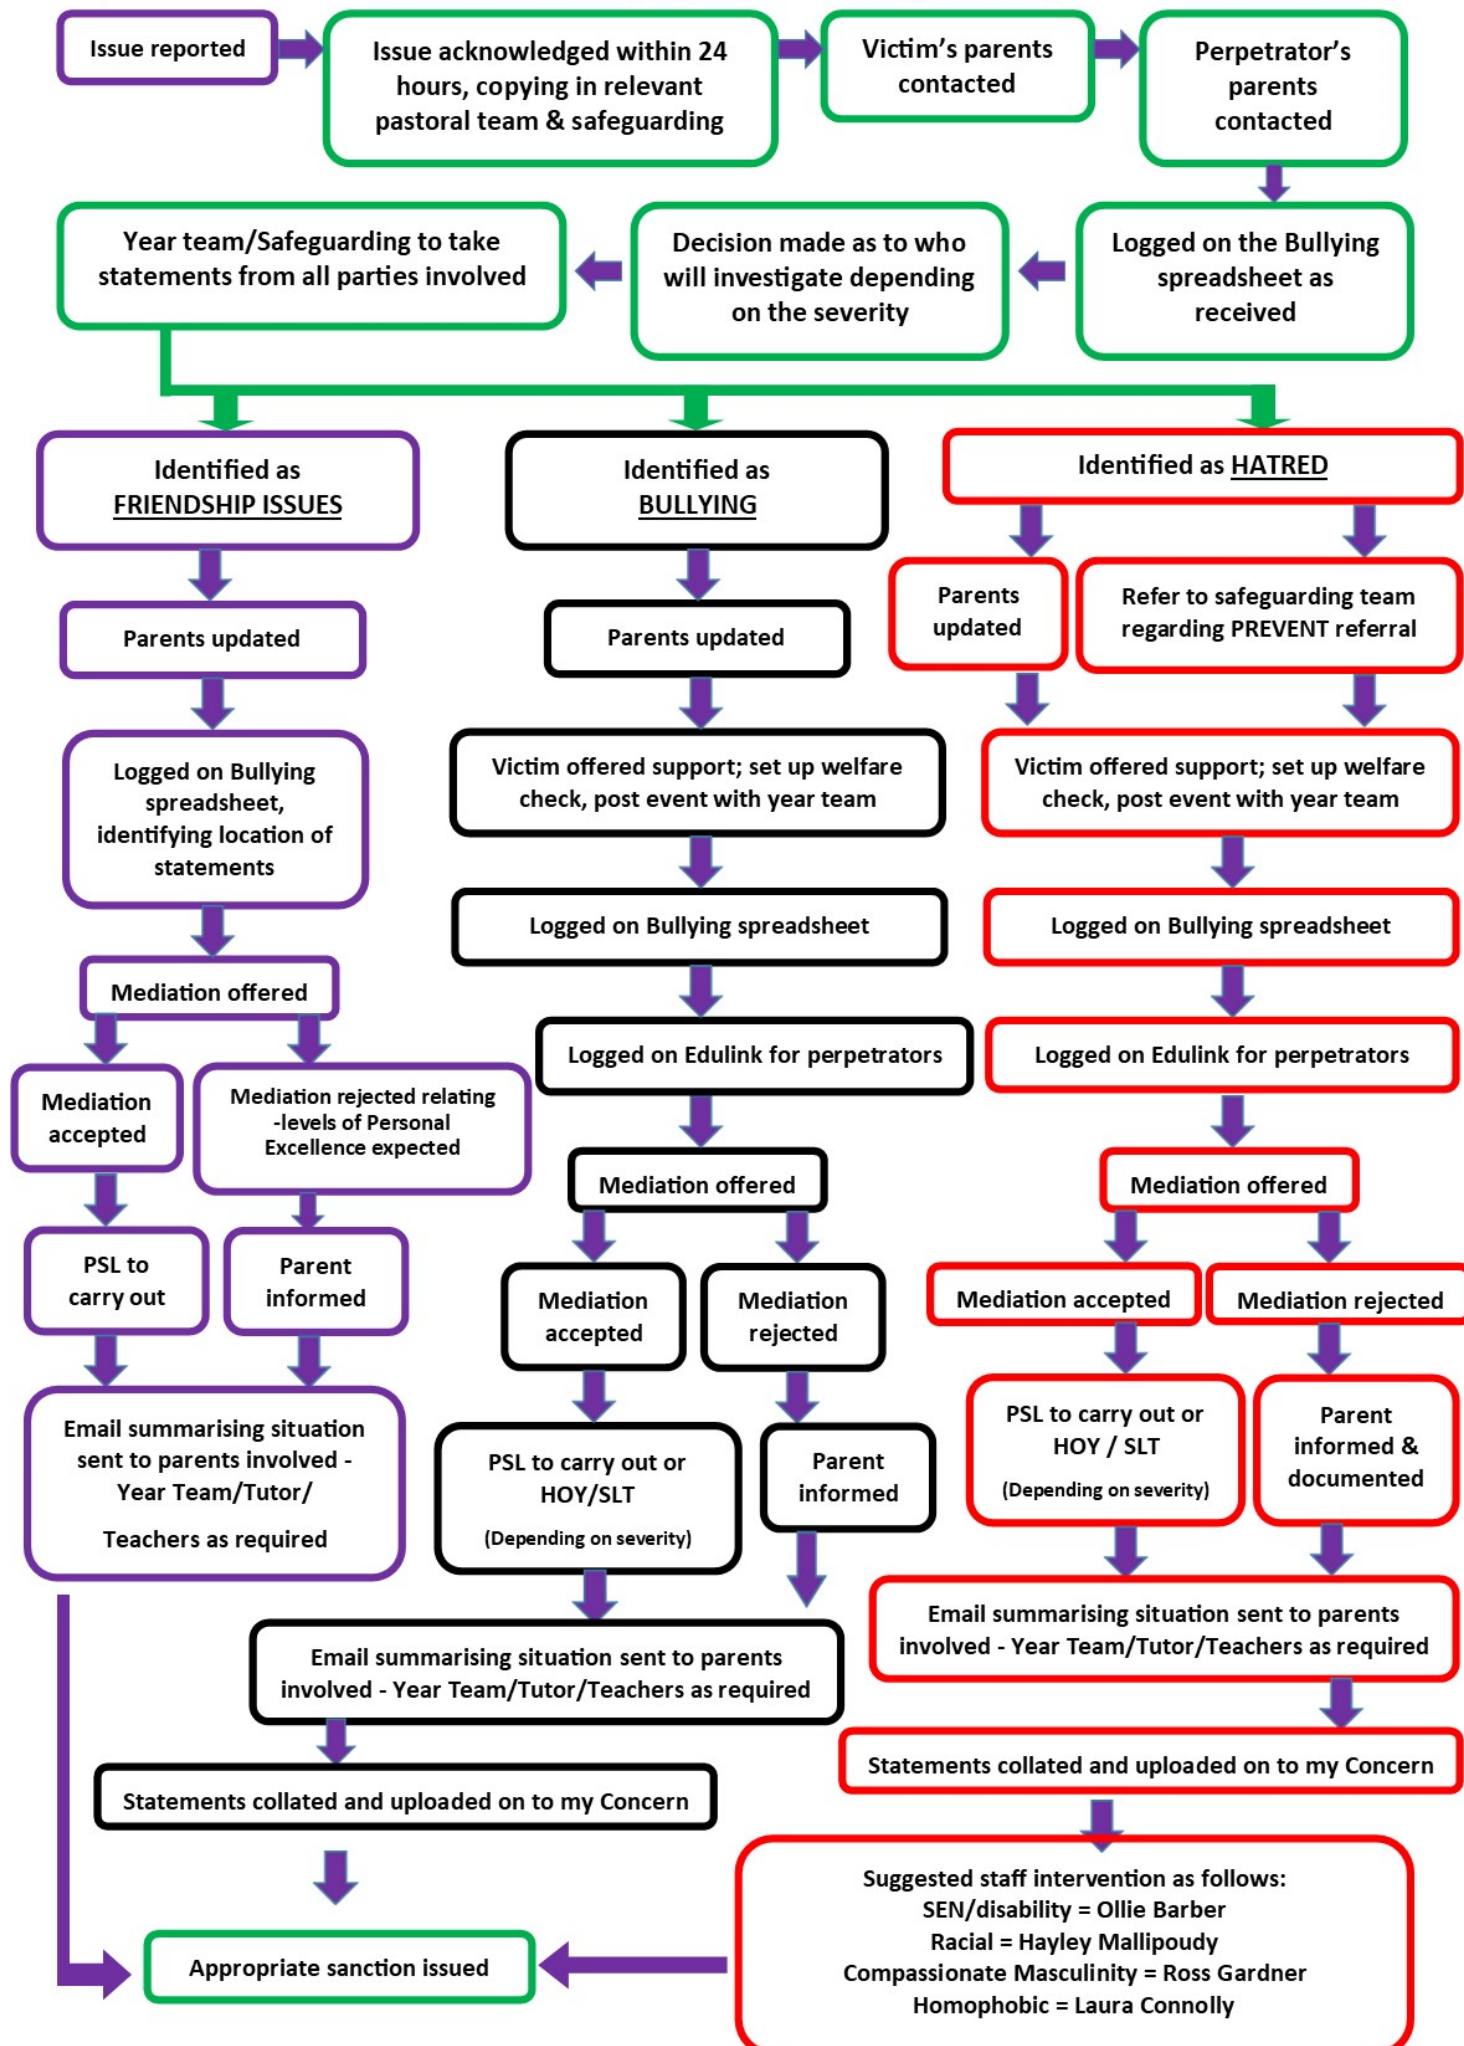 Issue reported
Issue acknowledged within 24
hours, copying in relevant
pastoral team & safeguarding
Victim's parents
contacted
Perpetrator's
parents
contacted
Logged on the Bullying
spreadsheet as
received
Decision made as to who
will investigate depending
on the severity
Year team/Safeguarding to take
statements from all parties involved
Identified as
FRIENDSHIP ISSUES
Parents updated
Logged on Bullying
spreadsheet,
identifying location of
statements
Mediation offered
Mediation
accepted
Mediation rejected relating
-levels of Personal
Excellence expected
PSL to
carry out
Parent
informed
Email summarising situation
sent to parents involved -
Year Team/Tutor/
Teachers as required
Identified as
BULLYING
Parents updated
Victim offered support; set up welfare
check, post event with year team
Logged on Bullying spreadsheet
Logged on Edulink for perpetrators
Mediation offered
Mediation
accepted
Mediation
rejected
PSL to carry out or
HOY/SLT
(Depending on severity)
Parent
informed
Email summarising situation sent to parents
involved - Year Team/Tutor/Teachers as required
Statements collated and uploaded on to my Concern
Identified as HATRED
Parents
updated
Refer to safeguarding team
regarding PREVENT referral
Victim offered support; set up welfare
check, post event with year team
Logged on Bullying spreadsheet
Logged on Edulink for perpetrators
Mediation offered
Mediation accepted
Mediation rejected
PSL to carry out or
HOY / SLT
(Depending on severity)
Parent
informed &
documented
Email summarising situation sent to parents
involved - Year Team/Tutor/Teachers as required
Statements collated and uploaded on to my Concern
Suggested staff intervention as follows:
SEN/disability = Ollie Barber
Racial = Hayley Mallipoudy
Compassionate Masculinity = Ross Gardner
Homophobic = Laura Connolly
Appropriate sanction issued